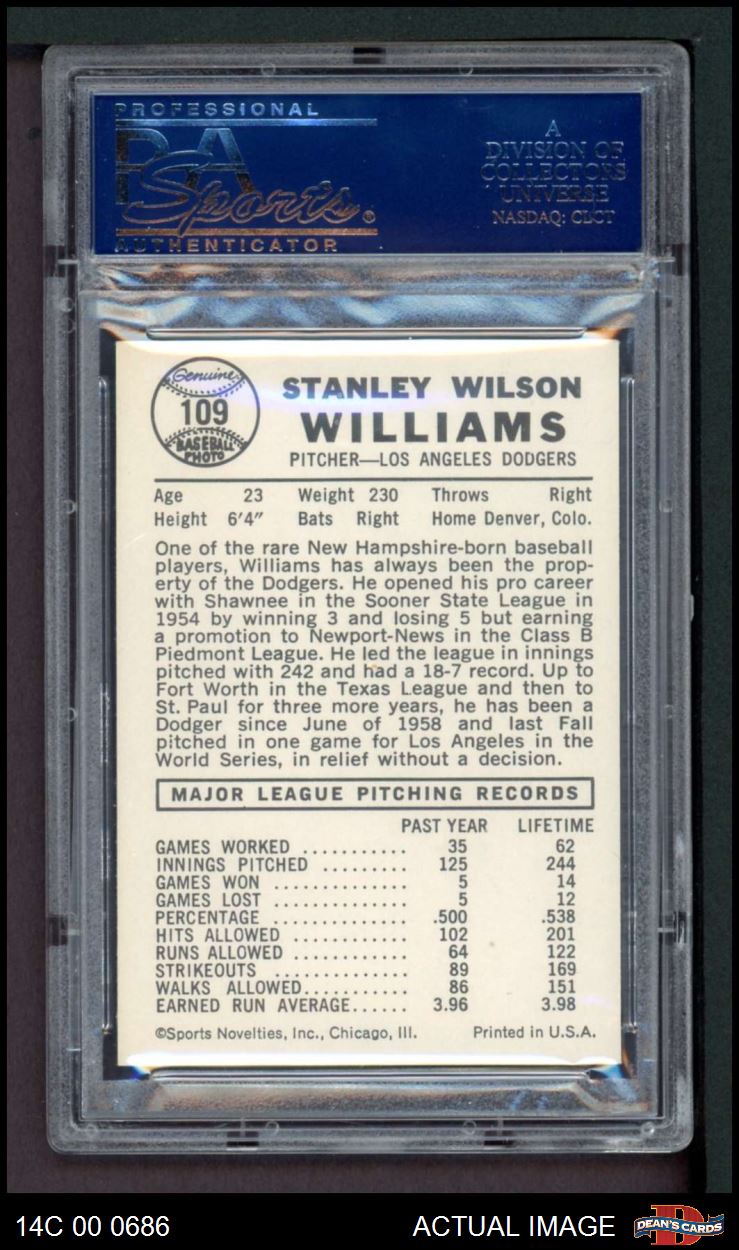 PROFESSIONAL
PSA
Sports®
AUTHENTICATOR
A
DIVISION OF
COLLECTORS
UNIVERSE
NASDAQ: CLCT
Genuine
109
BASEBALL
PHOTO
STANLEY WILSON
WILLIAMS
PITCHER—LOS ANGELES DODGERS
Age 23 Weight 230 Throws Right
Height 6'4" Bats Right Home Denver, Colo.
One of the rare New Hampshire-born baseball
players, Williams has always been the prop-
erty of the Dodgers. He opened his pro career
with Shawnee in the Sooner State League in
1954 by winning 3 and losing 5 but earning
a promotion to Newport-News in the Class B
Piedmont League. He led the league in innings
pitched with 242 and had a 18-7 record. Up to
Fort Worth in the Texas League and then to
St. Paul for three more years, he has been a
Dodger since June of 1958 and last Fall
pitched in one game for Los Angeles in the
World Series, in relief without a decision.
MAJOR LEAGUE PITCHING RECORDS
PAST YEAR LIFETIME
GAMES WORKED ........... 35 62
INNINGS PITCHED ......... 125 244
GAMES WON .............. 5 14
GAMES LOST .............. 5 12
PERCENTAGE .............. .500 .538
HITS ALLOWED ............ 102 201
RUNS ALLOWED ............ 64 122
STRIKEOUTS .............. 89 169
WALKS ALLOWED........... 86 151
EARNED RUN AVERAGE...... 3.96 3.98
©Sports Novelties, Inc., Chicago, Ill. Printed in U.S.A.
14C 00 0686 ACTUAL IMAGE
D
DEAN'S CARDS